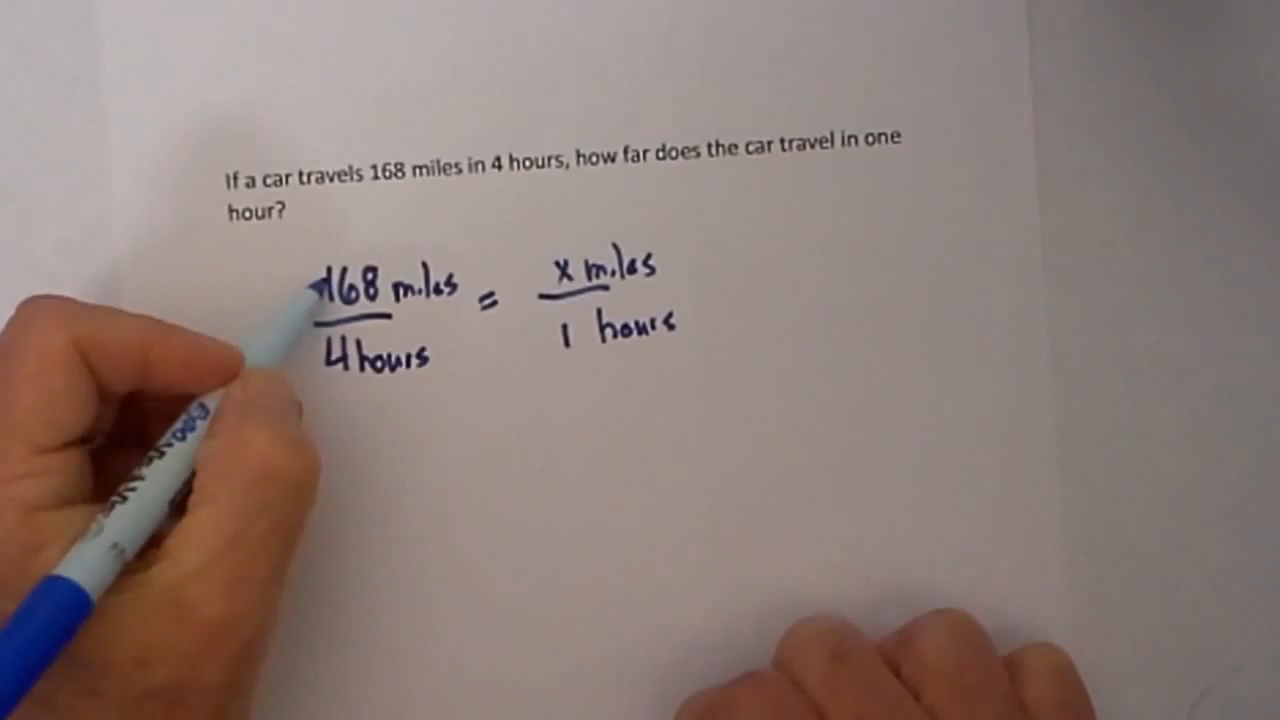 If a car travels 168 miles in 4 hours, how far does the car travel in one
hour?
168 miles = x miles
4 hours 1 hours